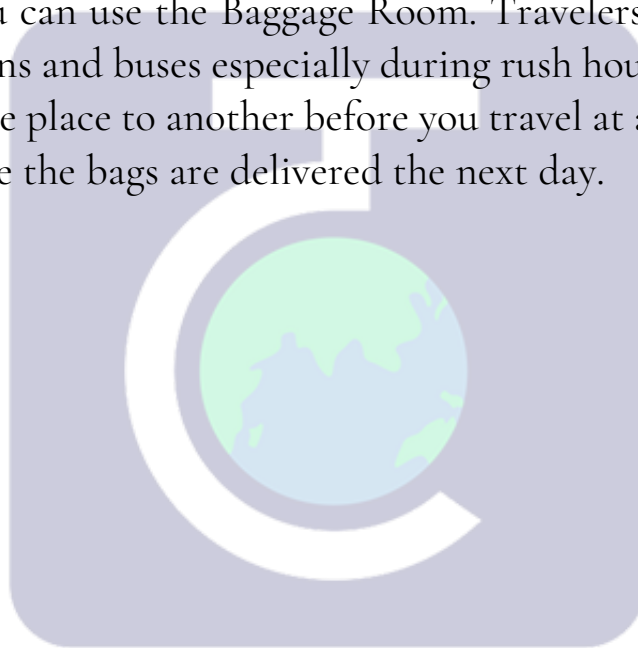 can use the Baggage Room. Travelers
and buses especially during rush
place to another before you travel at
the bags are delivered the next day.